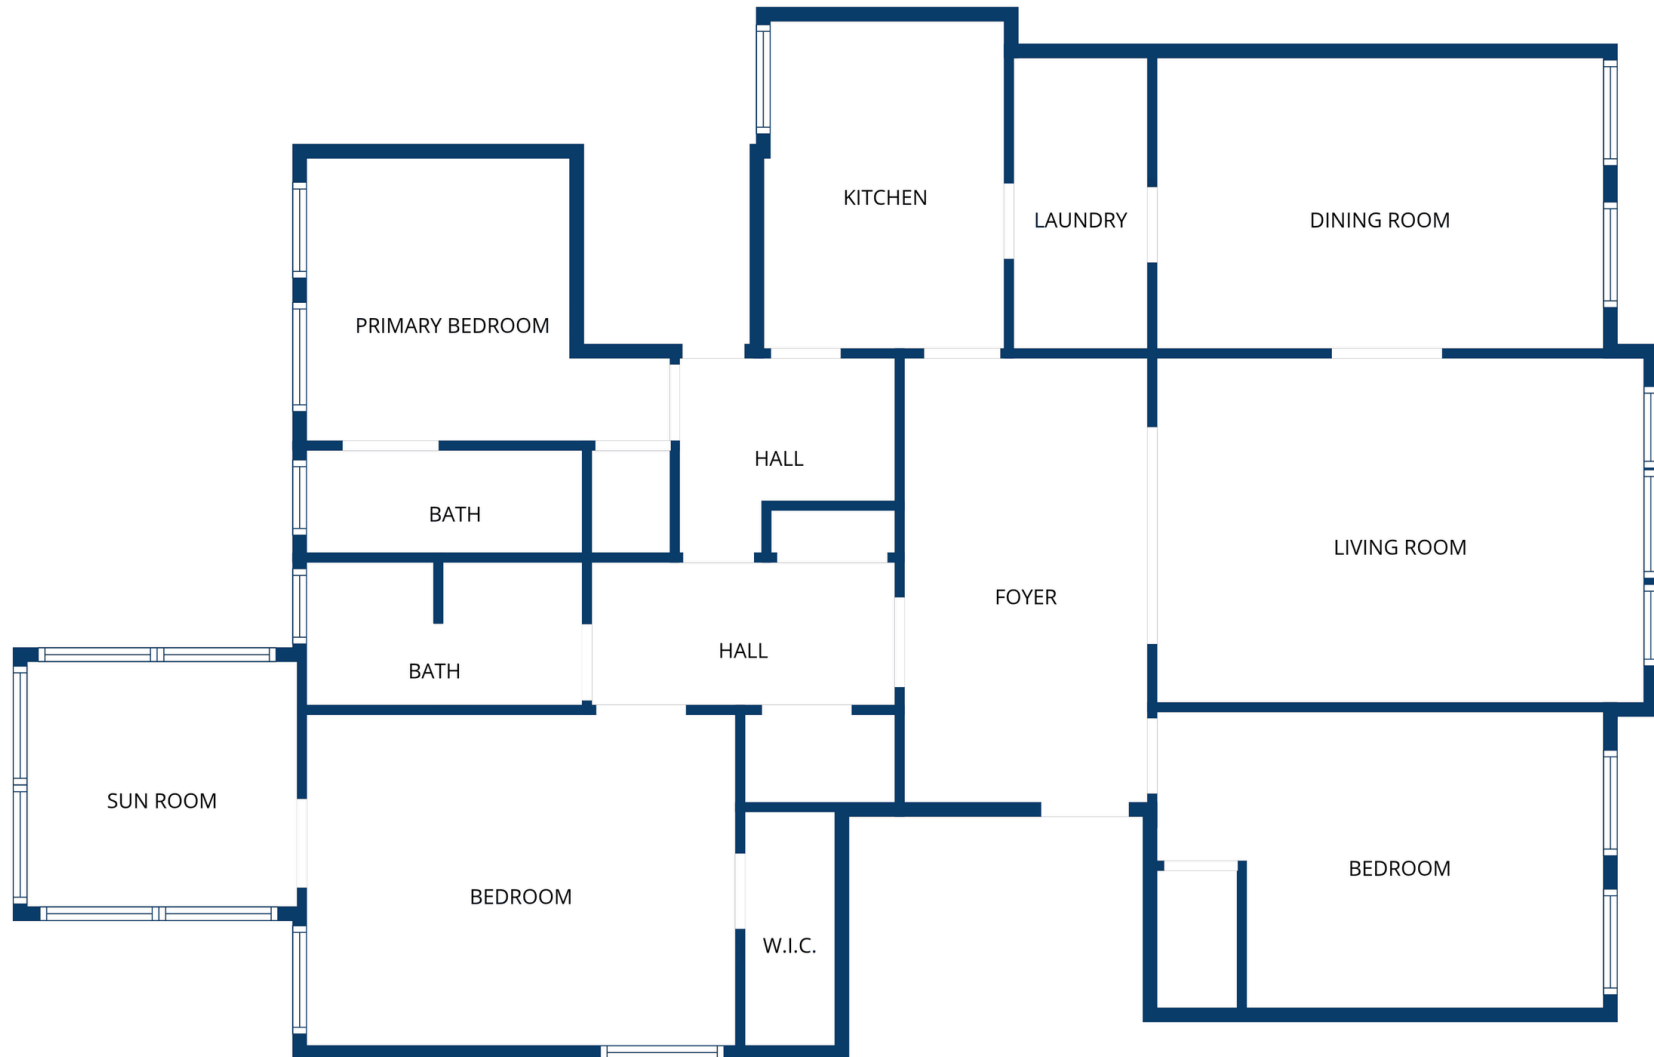 KITCHEN
LAUNDRY
DINING ROOM
PRIMARY BEDROOM
HALL
BATH
LIVING ROOM
FOYER
HALL
BATH
SUN ROOM
BEDROOM
BEDROOM
W.I.C.